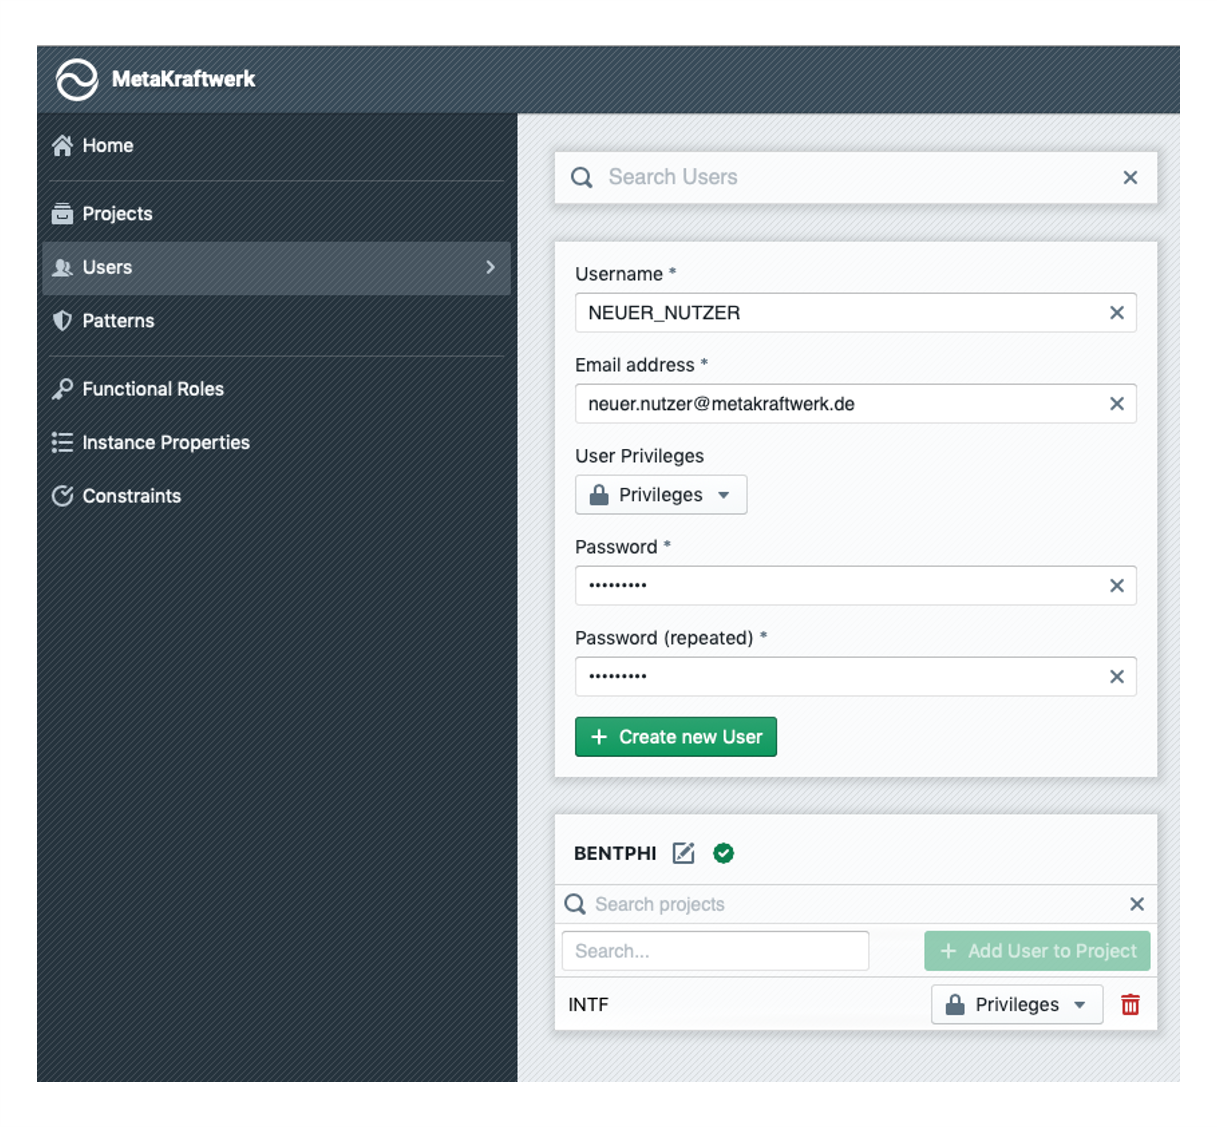 MetaKraftwerk
Home
Projects
Users
Patterns
Functional Roles
Instance Properties
Constraints
Search Users
Username *
NEUER_NUTZER
Email address *
neuer.nutzer@metakraftwerk.de
User Privileges
Privileges
Password *
•••••••••
Password (repeated) *
•••••••••
+ Create new User
BENTPHI
Search projects
Search...
+ Add User to Project
INTF
Privileges